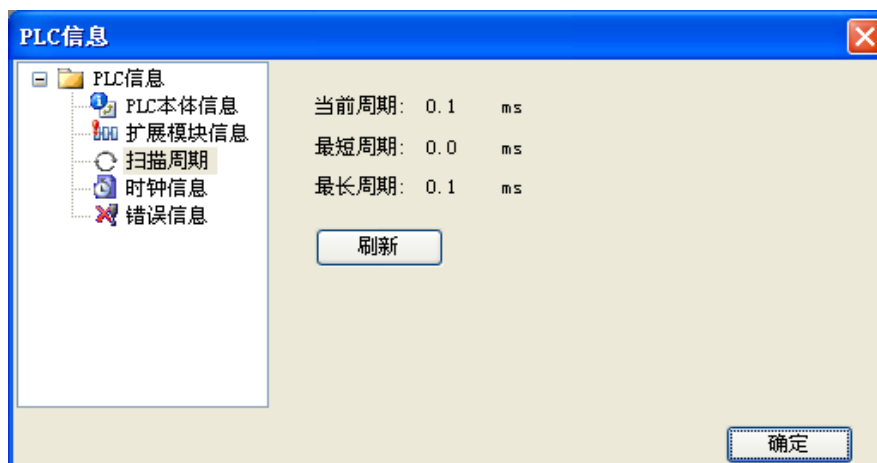 PLC信息
PLC信息
PLC本体信息
扩展模块信息
扫描周期
时钟信息
错误信息
当前周期: 0.1 ms
最短周期: 0.0 ms
最长周期: 0.1 ms
刷新
确定